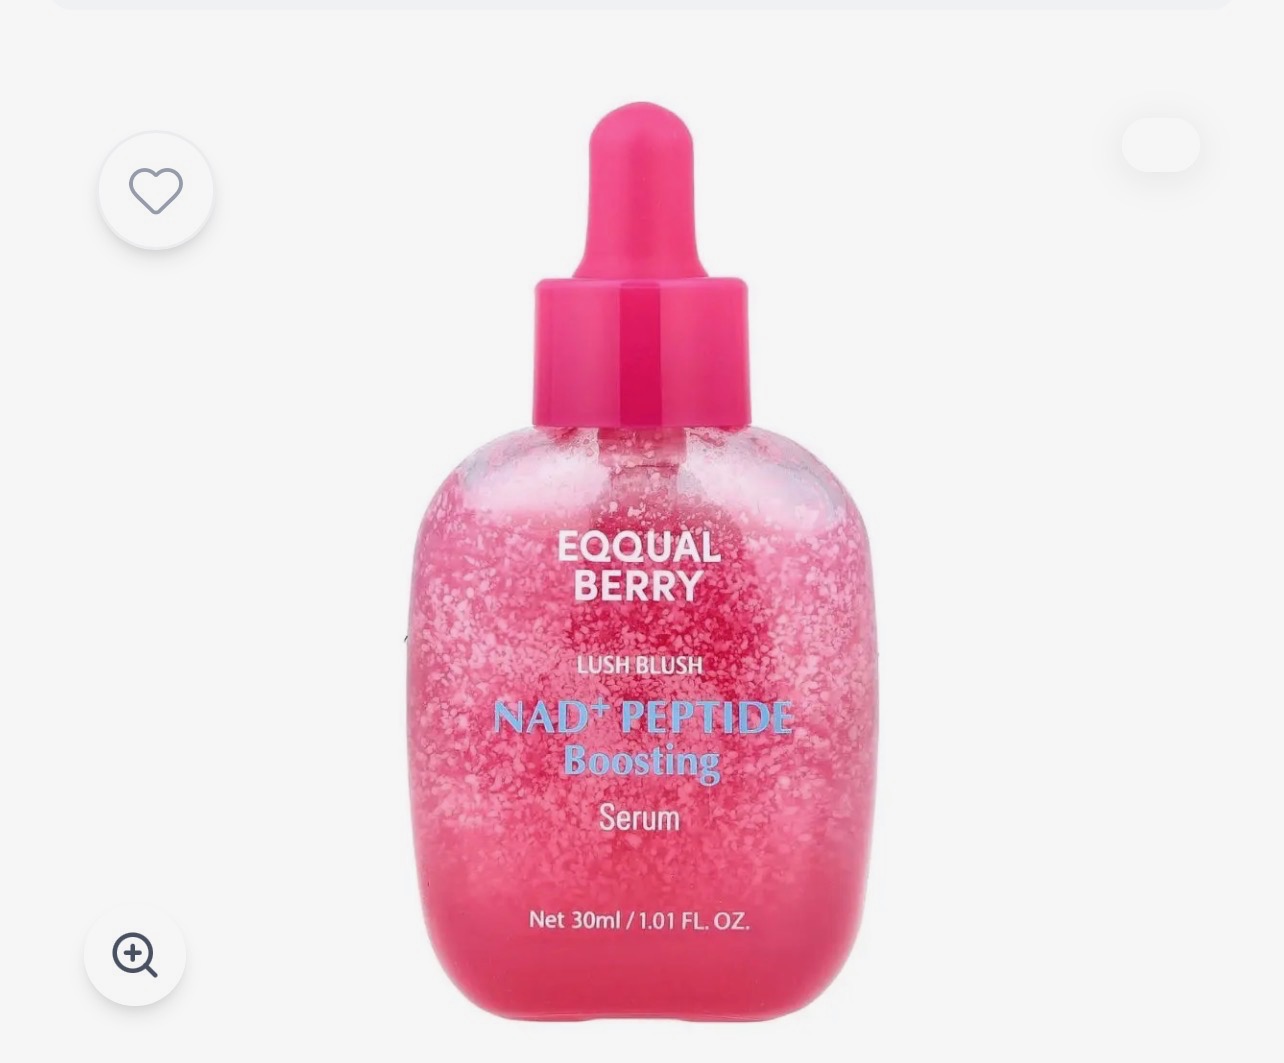 EQQUAL
BERRY
LUSH BLUSH
NAD⁺ PEPTIDE
Boosting
Serum
Net 30ml / 1.01 FL. OZ.